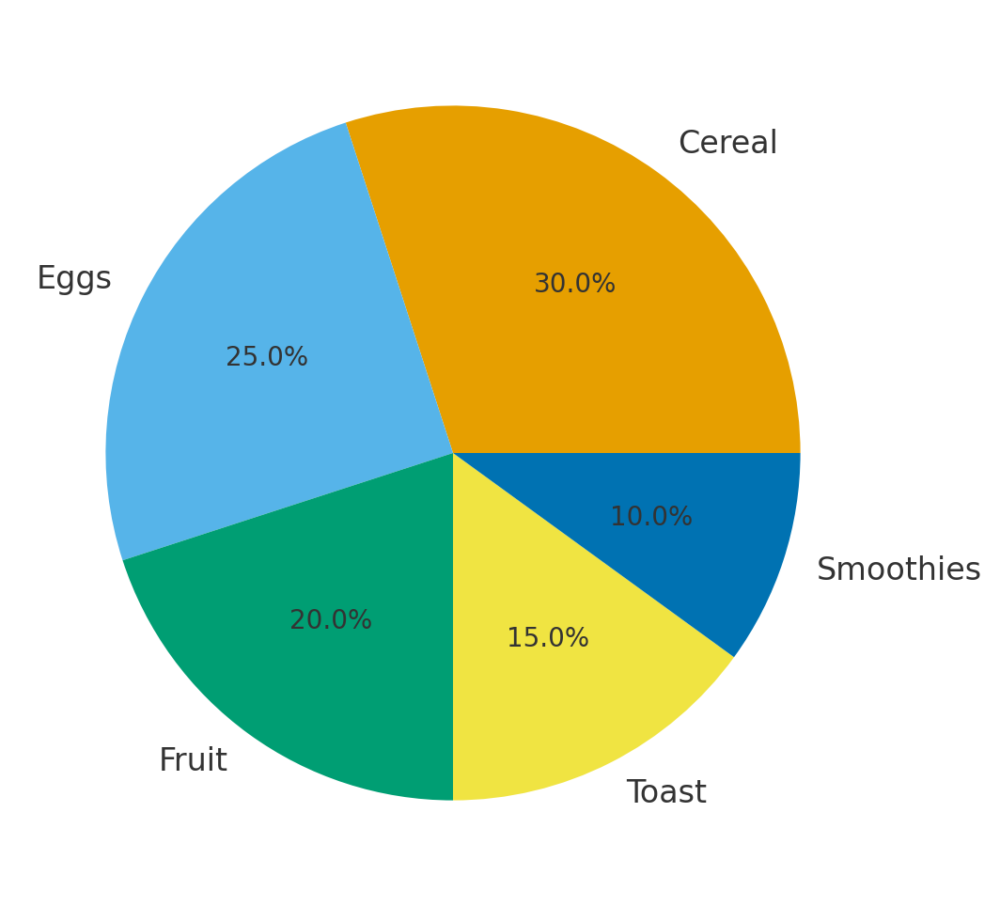 Cereal
30.0%
Eggs
25.0%
Fruit
20.0%
Toast
15.0%
Smoothies
10.0%